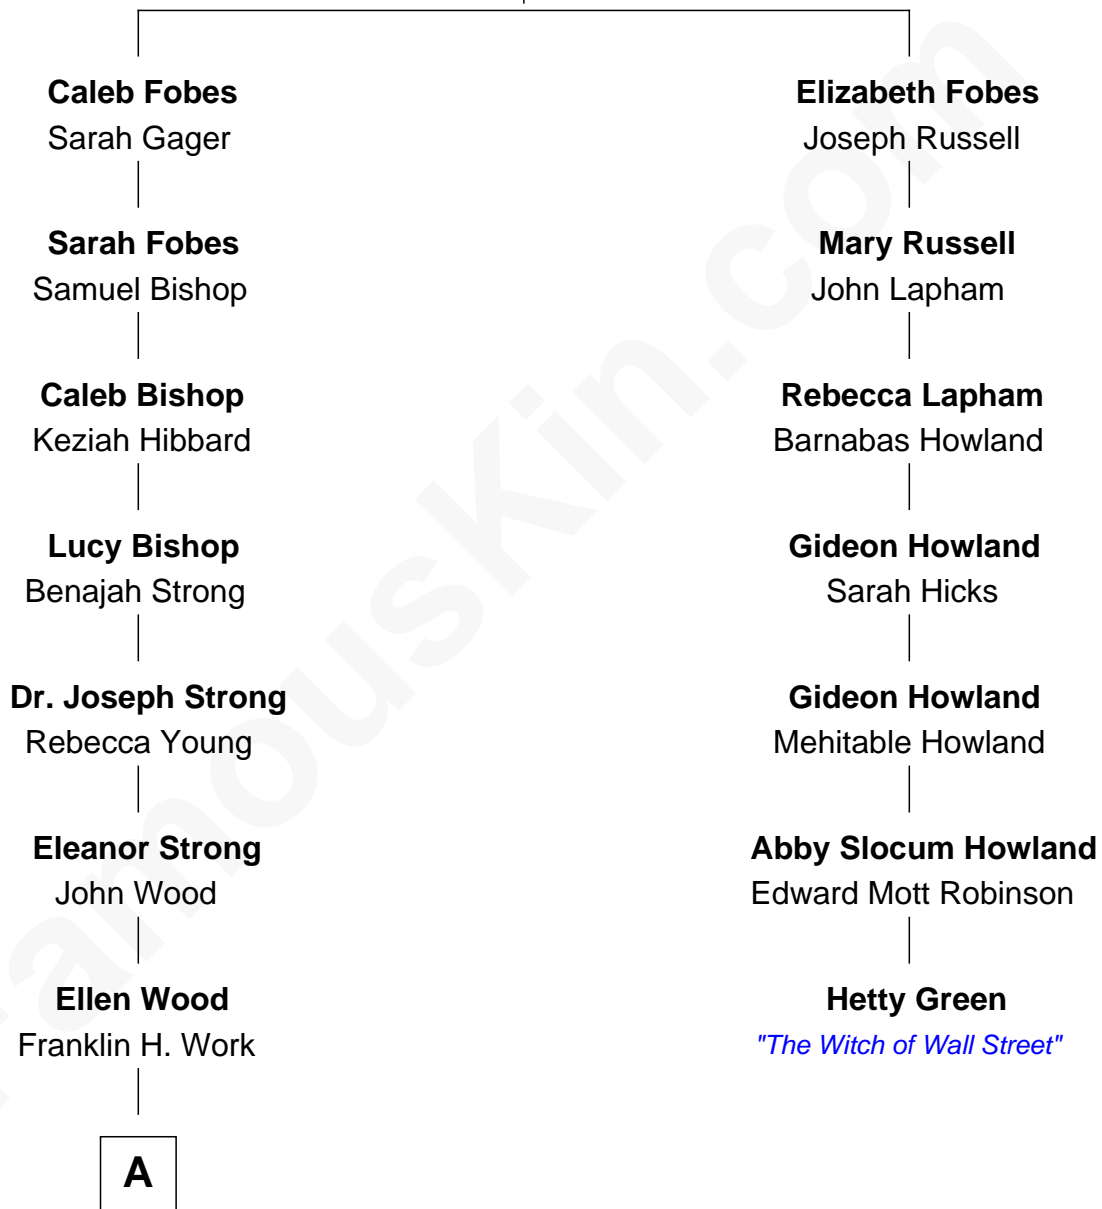 Caleb Fobes
Sarah Gager
Sarah Fobes
Samuel Bishop
Caleb Bishop
Keziah Hibbard
Lucy Bishop
Benajah Strong
Dr. Joseph Strong
Rebecca Young
Eleanor Strong
John Wood
Ellen Wood
Franklin H. Work
A
Elizabeth Fobes
Joseph Russell
Mary Russell
John Lapham
Rebecca Lapham
Barnabas Howland
Gideon Howland
Sarah Hicks
Gideon Howland
Mehitable Howland
Abby Slocum Howland
Edward Mott Robinson
Hetty Green
"The Witch of Wall Street"
FamousKin.com